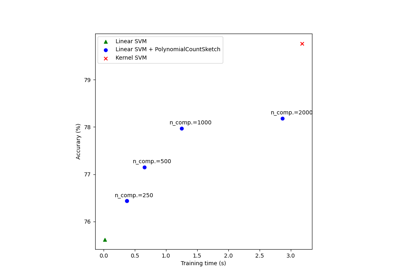 Linear SVM
Linear SVM + PolynomialCountSketch
Kernel SVM
79
78
77
76
Accurary (%)
n_comp.=2000
n_comp.=1000
n_comp.=500
n_comp.=250
0.0 0.5 1.0 1.5 2.0 2.5 3.0
Training time (s)